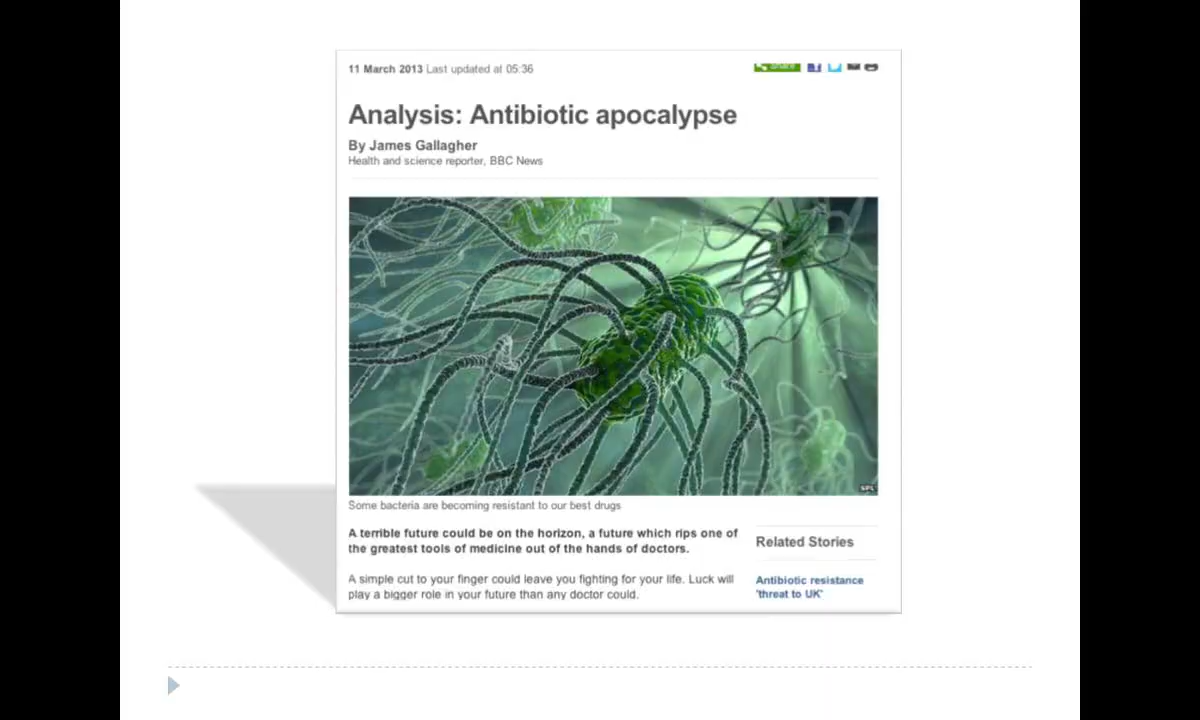 11 March 2013 Last updated at 05:36
Share
Analysis: Antibiotic apocalypse
By James Gallagher
Health and science reporter, BBC News
SPL
Some bacteria are becoming resistant to our best drugs
A terrible future could be on the horizon, a future which rips one of
the greatest tools of medicine out of the hands of doctors.
A simple cut to your finger could leave you fighting for your life. Luck will
play a bigger role in your future than any doctor could.
Related Stories
Antibiotic resistance
'threat to UK'